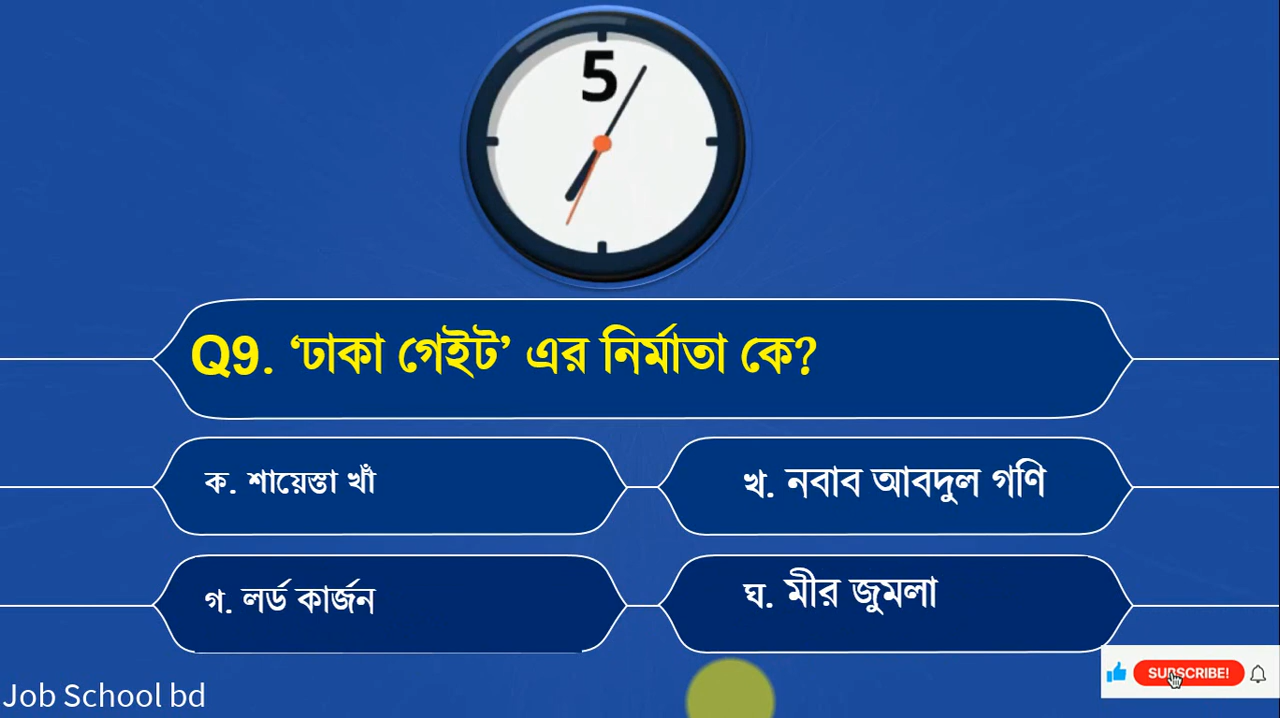 5
Q9. ‘ঢাকা গেইট’ এর নির্মাতা কে?
ক. শায়েস্তা খাঁ
খ. নবাব আবদুল গণি
গ. লর্ড কার্জন
ঘ. মীর জুমলা
SUBSCRIBE!
Job School bd